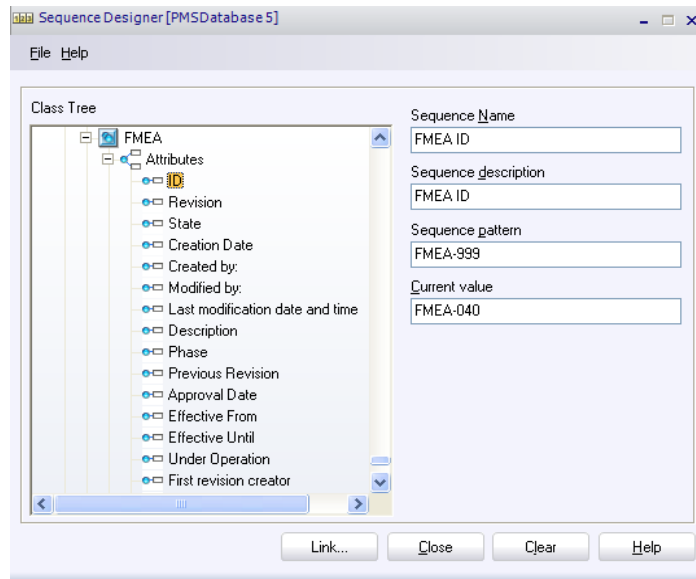 Sequence Designer [PMSDatabase 5]
File Help
Class Tree
FMEA
Attributes
ID
Revision
State
Creation Date
Created by:
Modified by:
Last modification date and time
Description
Phase
Previous Revision
Approval Date
Effective From
Effective Until
Under Operation
First revision creator
Sequence Name
FMEA ID
Sequence description
FMEA ID
Sequence pattern
FMEA-999
Current value
FMEA-040
Link... Close Clear Help